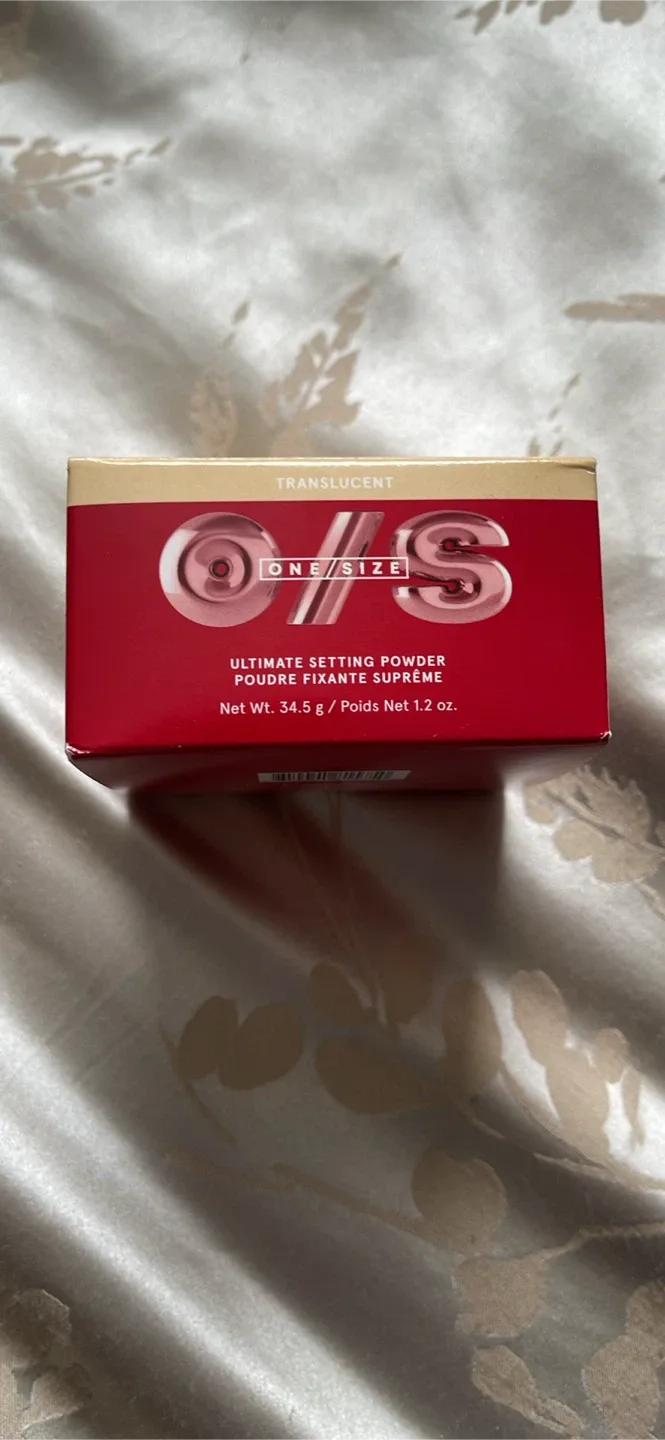 TRANSLUCENT
O/S
ONE/SIZE
ULTIMATE SETTING POWDER
POUDRE FIXANTE SUPRÊME
Net Wt. 34.5 g / Poids Net 1.2 oz.